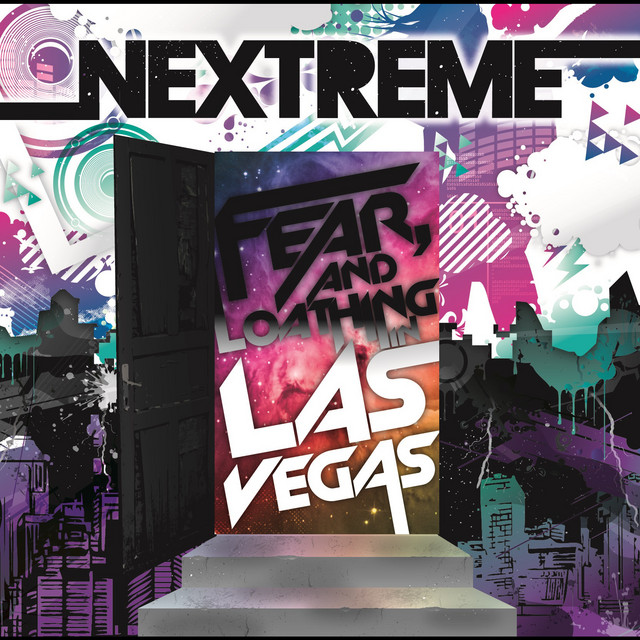 NEXTREME
FEAR,
AND
LOATHING
IN
LAS
VEGAS